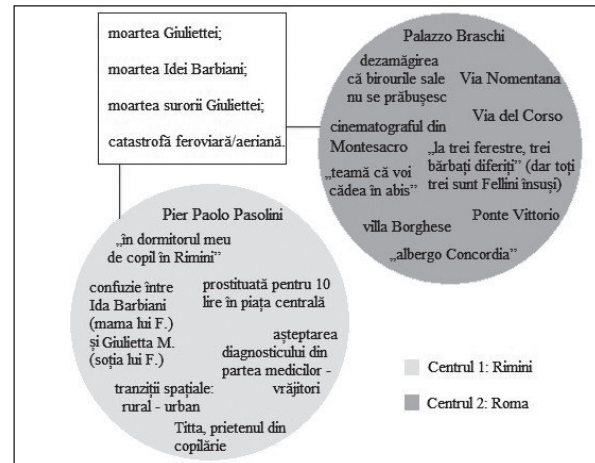 moartea Giuliettei;
moartea Idei Barbiani;
moartea surorii Giuliettei;
catastrofă feroviară/aeriană.
Palazzo Braschi
dezamăgirea
că birourile sale
nu se prăbușesc
Via Nomentana
Via del Corso
cinematograful din
Montesacro
„la trei ferestre, trei
bărbați diferiți” (dar toți
trei sunt Fellini însuși)
„teamă că voi
cădea în abis”
Ponte Vittorio
villa Borghese
„albergo Concordia”
Pier Paolo Pasolini
„în dormitorul meu
de copil în Rimini”
confuzie între
Ida Barbiani
(mama lui F.)
și Giulietta M.
(soția lui F.)
prostituată pentru 10
lire în piața centrală
așteptarea
diagnosticului din
partea medicilor -
vrăjitori
tranziții spațiale:
rural - urban
Titta, prietenul din
copilărie
Centrul 1: Rimini
Centrul 2: Roma